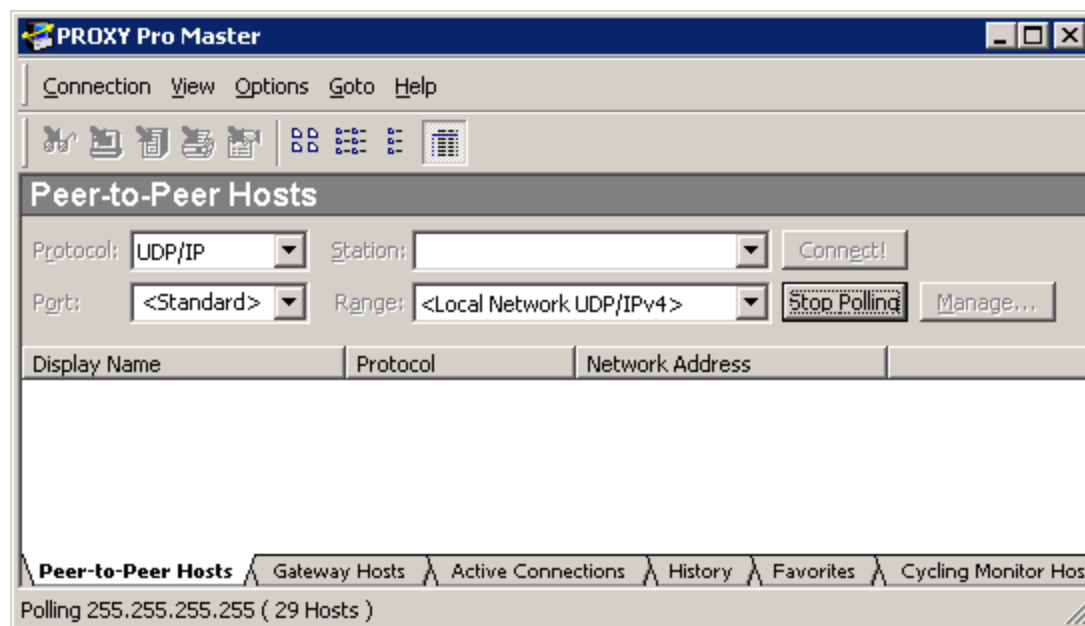 PROXY Pro Master
Connection View Options Goto Help
Peer-to-Peer Hosts
Protocol: UDP/IP Station: Connect!
Port: <Standard> Range: <Local Network UDP/IPv4> Stop Polling Manage...
Display Name Protocol Network Address
Peer-to-Peer Hosts Gateway Hosts Active Connections History Favorites Cycling Monitor Hos
Polling 255.255.255.255 ( 29 Hosts )